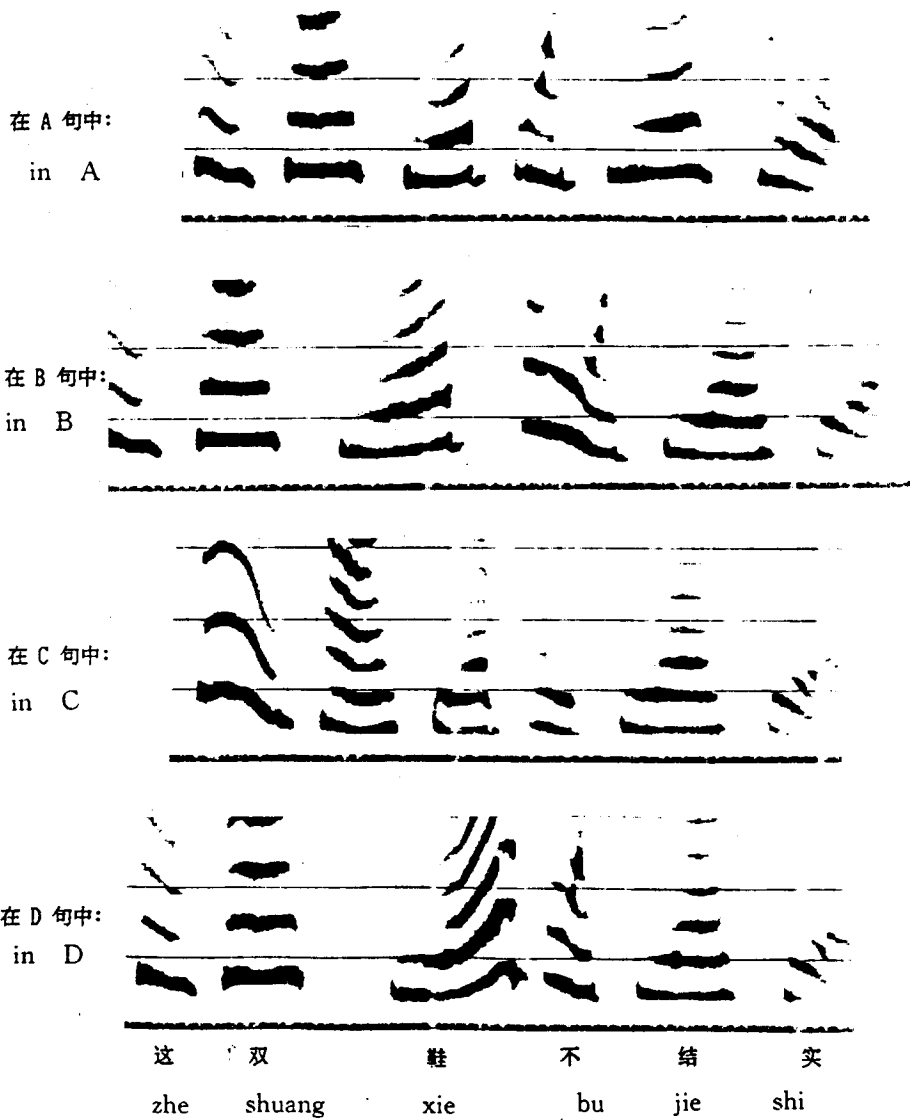 在 A 句中:
in A
在 B 句中:
in B
在 C 句中:
in C
在 D 句中:
in D
这 双 鞋 不 结 实
zhe shuang xie bu jie shi